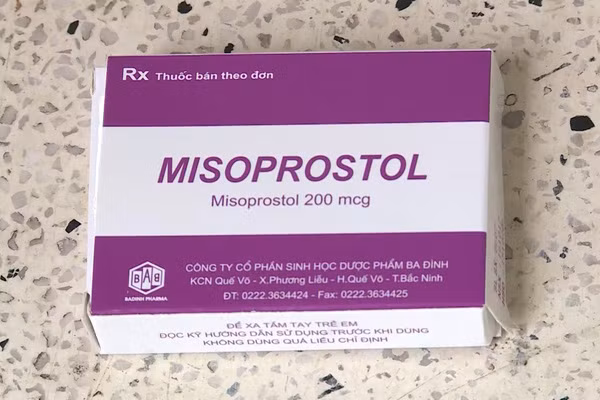 Rx Thuốc bán theo đơn
MISOPROSTOL
Misoprostol 200 mcg
BAB
BADINH PHARMA
CÔNG TY CỔ PHẦN SINH HỌC DƯỢC PHẨM BA ĐÌNH
KCN Quế Võ - X.Phương Liễu - H.Quế Võ - T.Bắc Ninh
ĐT: 0222.3634424 - Fax: 0222.3634425
ĐỂ XA TẦM TAY TRẺ EM
ĐỌC KỸ HƯỚNG DẪN SỬ DỤNG TRƯỚC KHI DÙNG
KHÔNG DÙNG QUÁ LIỀU CHỈ ĐỊNH